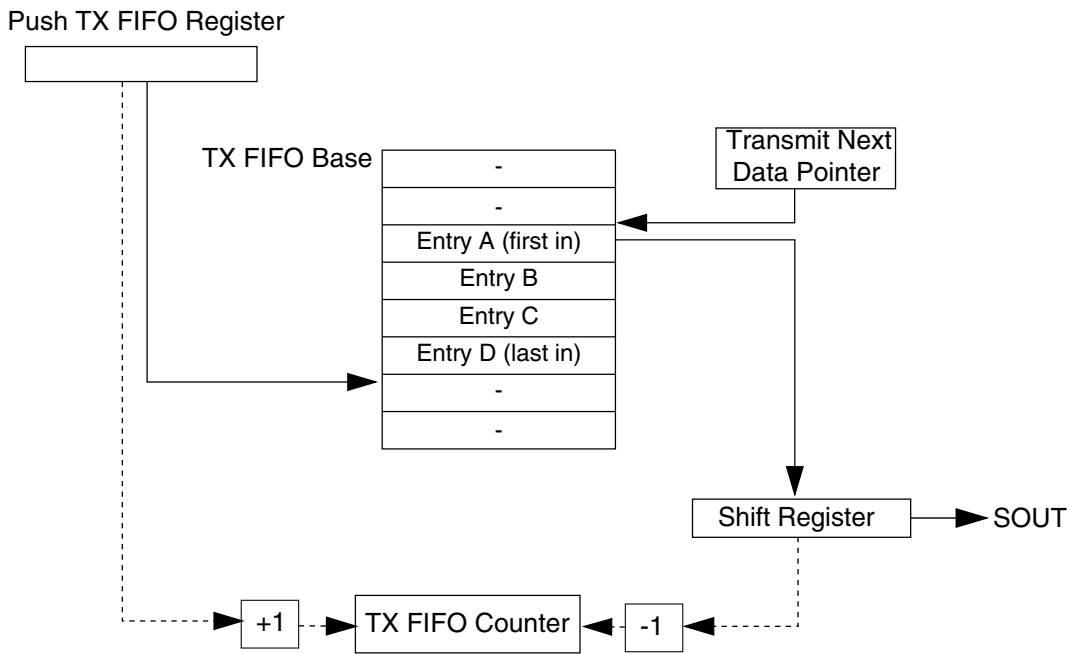 Push TX FIFO Register
TX FIFO Base
-
-
Entry A (first in)
Entry B
Entry C
Entry D (last in)
-
-
Transmit Next
Data Pointer
Shift Register
SOUT
+1
TX FIFO Counter
-1